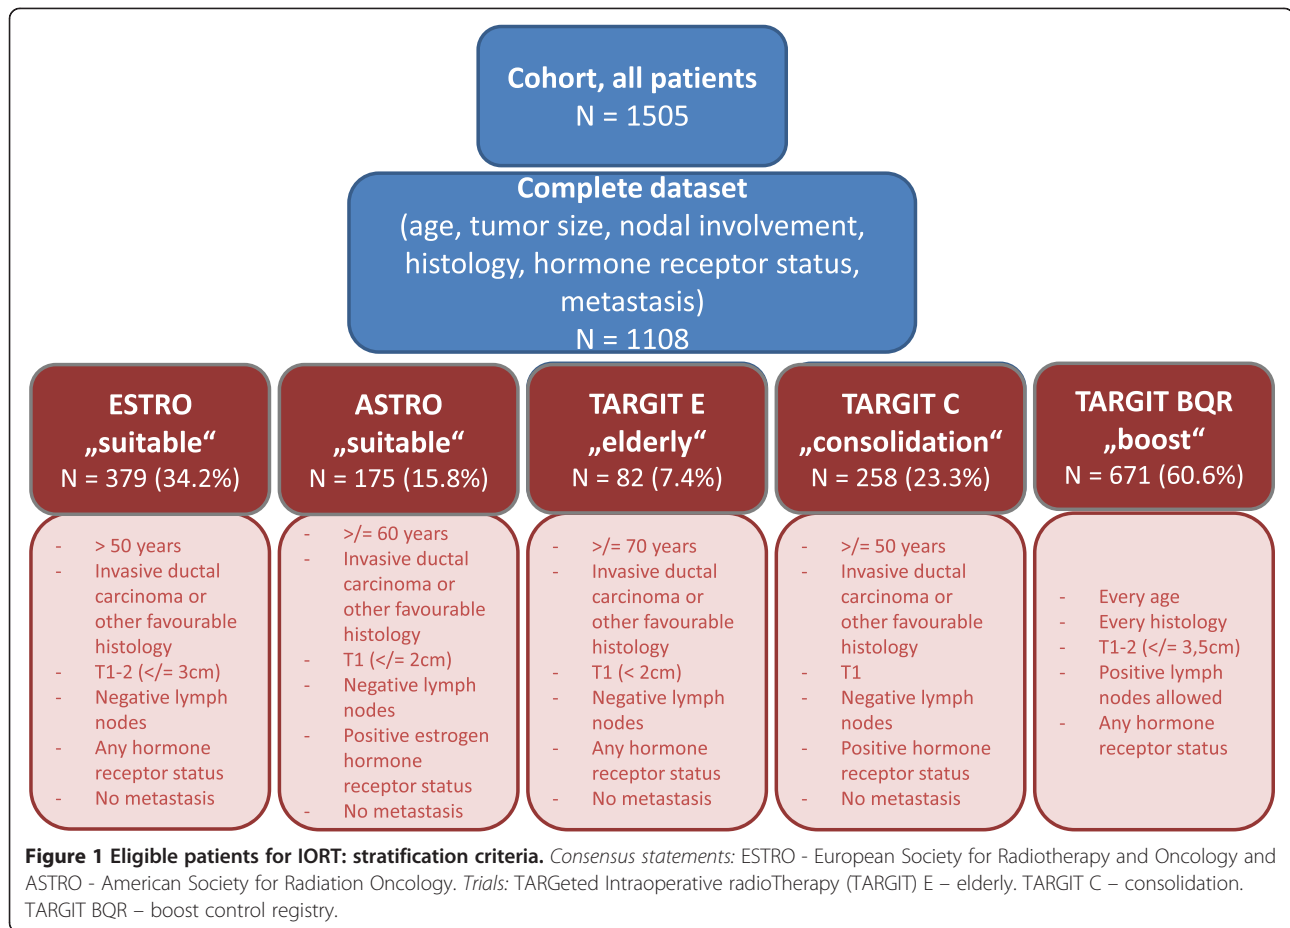 Cohort, all patients
N = 1505
Complete dataset
(age, tumor size, nodal involvement,
histology, hormone receptor status,
metastasis)
N = 1108
ESTRO
„suitable“
N = 379 (34.2%)
- > 50 years
- Invasive ductal
carcinoma or
other favourable
histology
- T1-2 (</= 3cm)
- Negative lymph
nodes
- Any hormone
receptor status
- No metastasis
ASTRO
„suitable“
N = 175 (15.8%)
- >/= 60 years
- Invasive ductal
carcinoma or
other favourable
histology
- T1 (</= 2cm)
- Negative lymph
nodes
- Positive estrogen
hormone
receptor status
- No metastasis
TARGIT E
„elderly“
N = 82 (7.4%)
- >/= 70 years
- Invasive ductal
carcinoma or
other favourable
histology
- T1 (< 2cm)
- Negative lymph
nodes
- Any hormone
receptor status
- No metastasis
TARGIT C
„consolidation“
N = 258 (23.3%)
- >/= 50 years
- Invasive ductal
carcinoma or
other favourable
histology
- T1
- Negative lymph
nodes
- Positive hormone
receptor status
- No metastasis
TARGIT BQR
„boost“
N = 671 (60.6%)
- Every age
- Every histology
- T1-2 (</= 3,5cm)
- Positive lymph
nodes allowed
- Any hormone
receptor status
Figure 1 Eligible patients for IORT: stratification criteria. Consensus statements: ESTRO - European Society for Radiotherapy and Oncology and
ASTRO - American Society for Radiation Oncology. Trials: TARGeted Intraoperative radioTherapy (TARGIT) E – elderly. TARGIT C – consolidation.
TARGIT BQR – boost control registry.